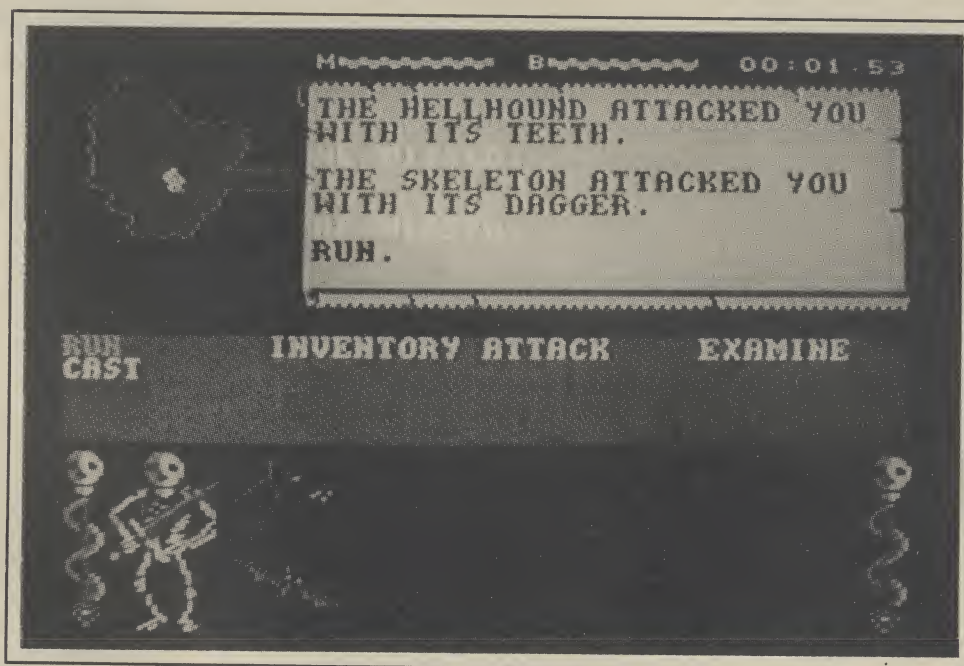 M B 00:01.53
THE HELLHOUND ATTACKED YOU
WITH ITS TEETH.
THE SKELETON ATTACKED YOU
WITH ITS DAGGER.
RUN.
RUN INVENTORY ATTACK EXAMINE
CAST